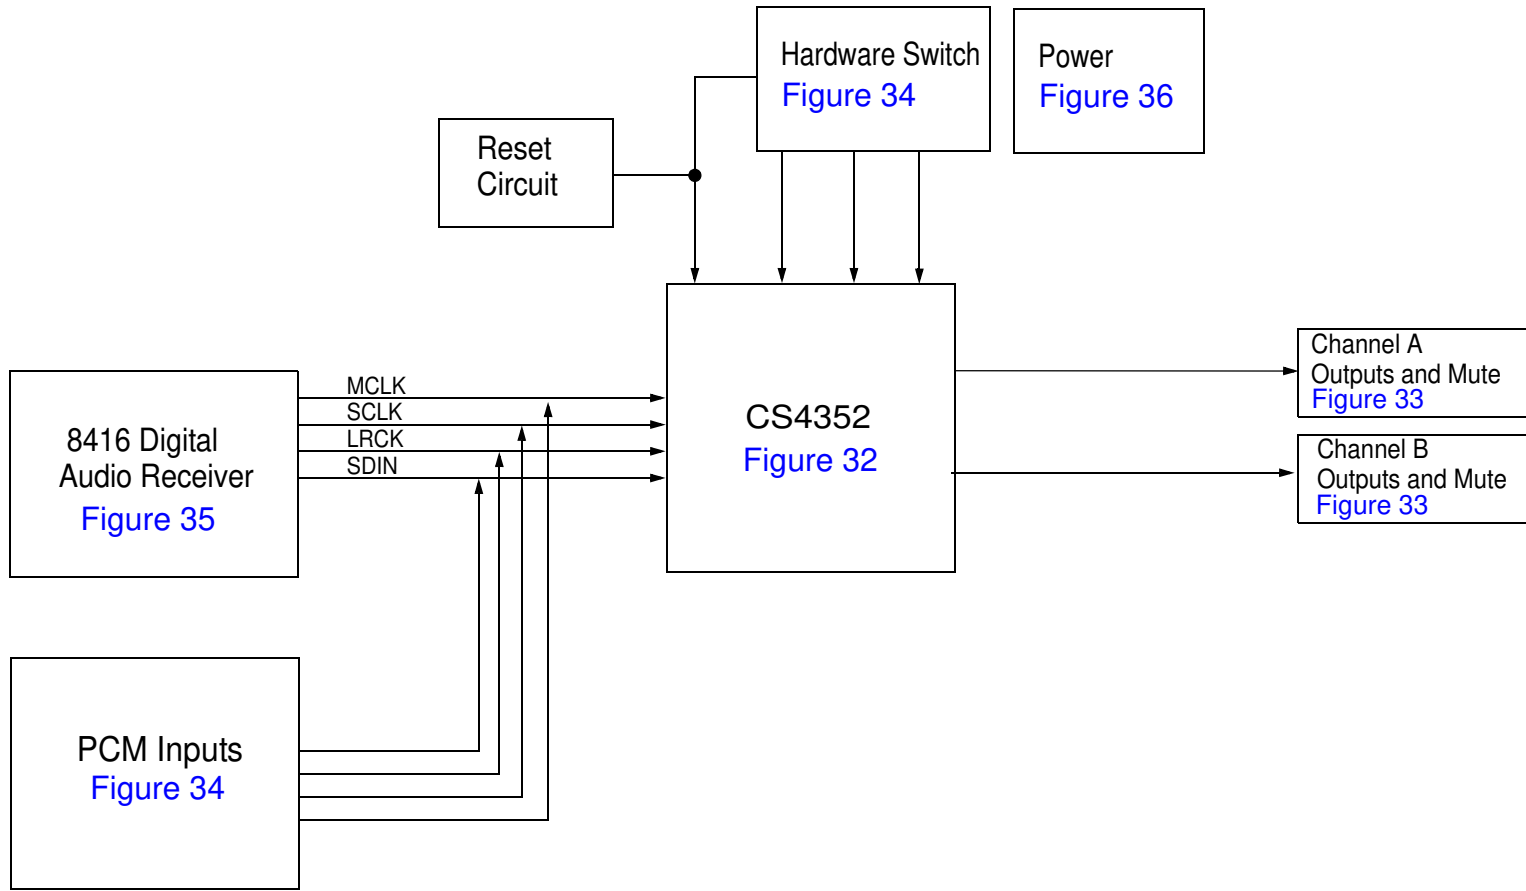 Hardware Switch
Figure 34
Power
Figure 36
Reset
Circuit
MCLK
SCLK
LRCK
SDIN
8416 Digital
Audio Receiver
Figure 35
CS4352
Figure 32
Channel A
Outputs and Mute
Figure 33
Channel B
Outputs and Mute
Figure 33
PCM Inputs
Figure 34